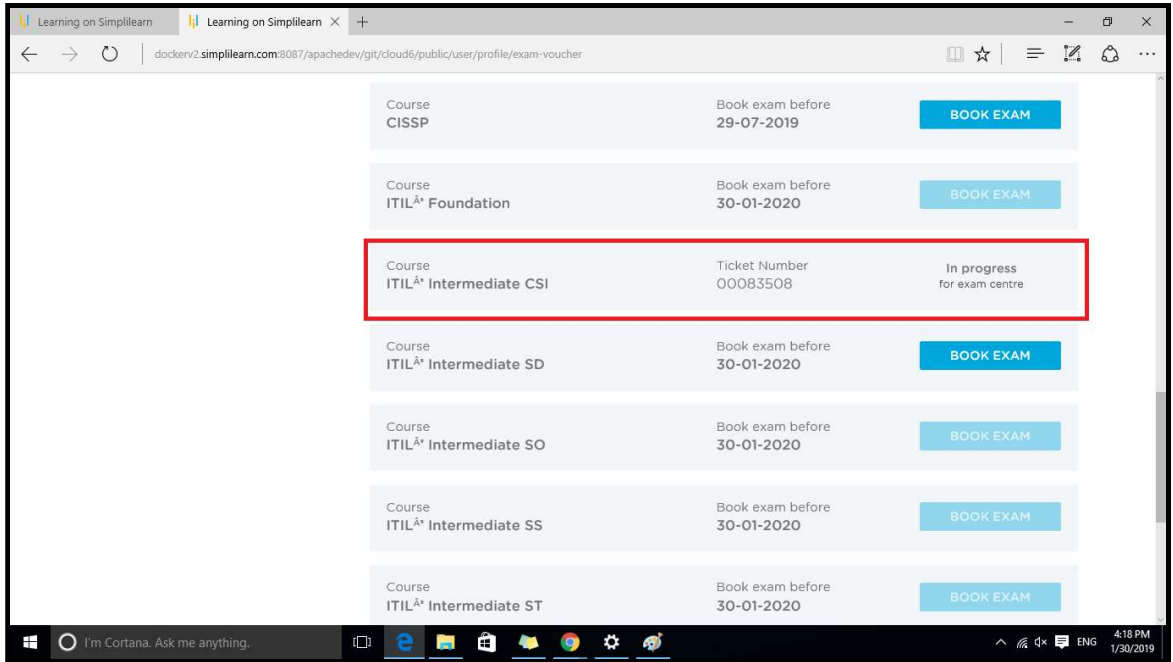 Learning on Simplilearn
Learning on Simplilearn
dockerv2.simplilearn.com:8087/apachedev/git/cloud6/public/user/profile/exam-voucher
Course Book exam before
CISSP 29-07-2019 BOOK EXAM
Course Book exam before
ITILÂ® Foundation 30-01-2020 BOOK EXAM
Course Ticket Number In progress
ITILÂ® Intermediate CSI 00083508 for exam centre
Course Book exam before
ITILÂ® Intermediate SD 30-01-2020 BOOK EXAM
Course Book exam before
ITILÂ® Intermediate SO 30-01-2020 BOOK EXAM
Course Book exam before
ITILÂ® Intermediate SS 30-01-2020 BOOK EXAM
Course Book exam before
ITILÂ® Intermediate ST 30-01-2020 BOOK EXAM
I'm Cortana. Ask me anything.
ENG
4:18 PM
1/30/2019